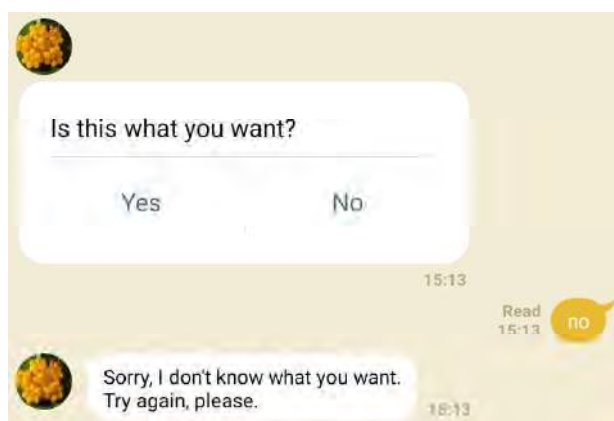 Is this what you want?
Yes No
15:13
Read
15:13 no
Sorry, I don't know what you want.
Try again, please.
18:13